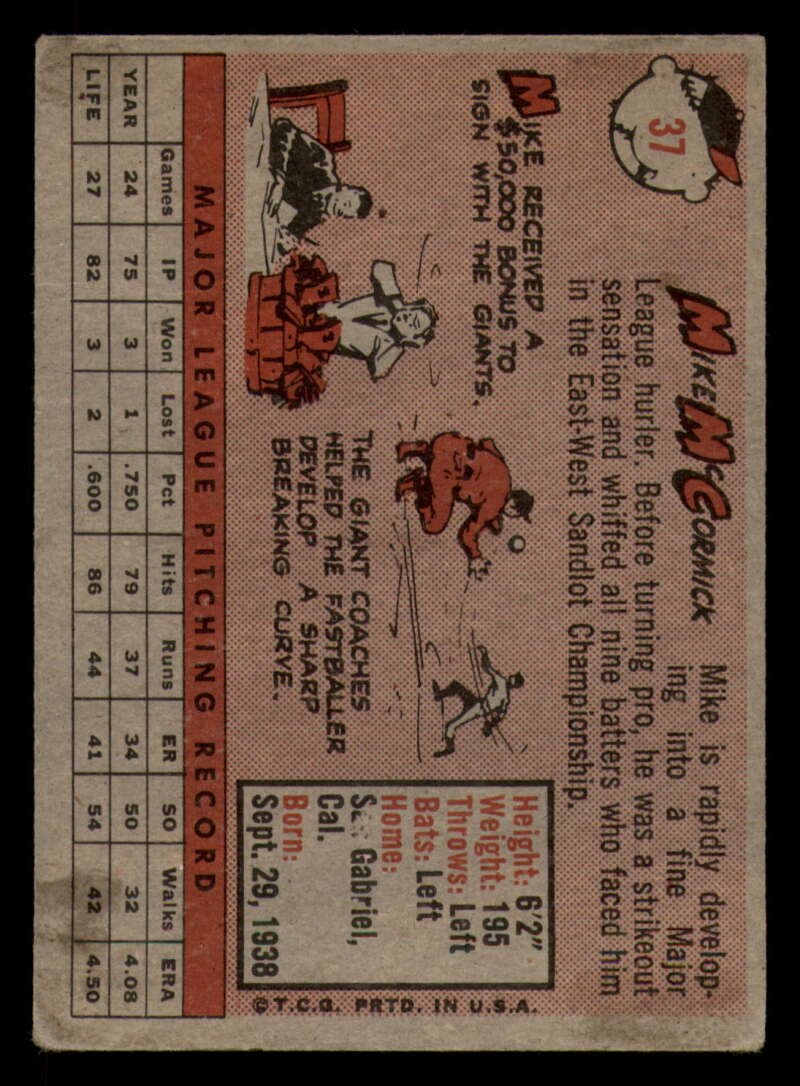 37
MIKE McCORMICK Mike is rapidly develop-
ing into a fine Major
League hurler. Before turning pro, he was a strikeout
sensation and whiffed all nine batters who faced him
in the East-West Sandlot Championship.
MIKE RECEIVED A
$50,000 BONUS TO
SIGN WITH THE GIANTS.
THE GIANT COACHES
HELPED THE FASTBALLER
DEVELOP A SHARP
BREAKING CURVE.
Height: 6'2"
Weight: 195
Throws: Left
Bats: Left
Home:
San Gabriel,
Cal.
Born:
Sept. 29, 1938
©T.C.G. PRTD. IN U.S.A.
MAJOR LEAGUE PITCHING RECORD
Games IP Won Lost Pct Hits Runs ER SO Walks ERA
YEAR 24 75 3 1 .750 79 37 34 50 32 4.08
LIFE 27 82 3 2 .600 86 44 41 54 42 4.50